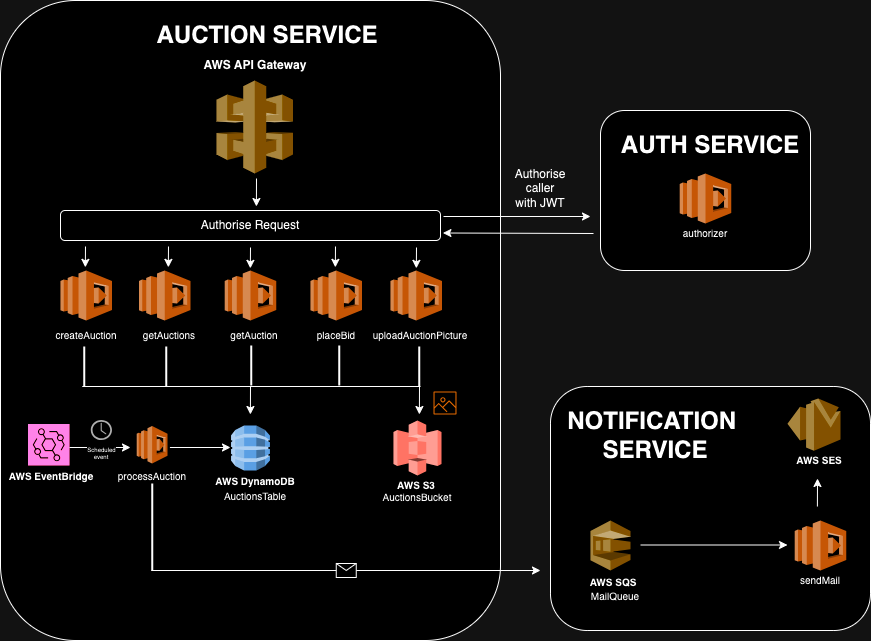 AUCTION SERVICE
AWS API Gateway
Authorise Request
Authorise
caller
with JWT
AUTH SERVICE
authorizer
createAuction
getAuctions
getAuction
placeBid
uploadAuctionPicture
Scheduled
event
AWS EventBridge
processAuction
AWS DynamoDB
AuctionsTable
AWS S3
AuctionsBucket
NOTIFICATION
SERVICE
AWS SES
AWS SQS
MailQueue
sendMail